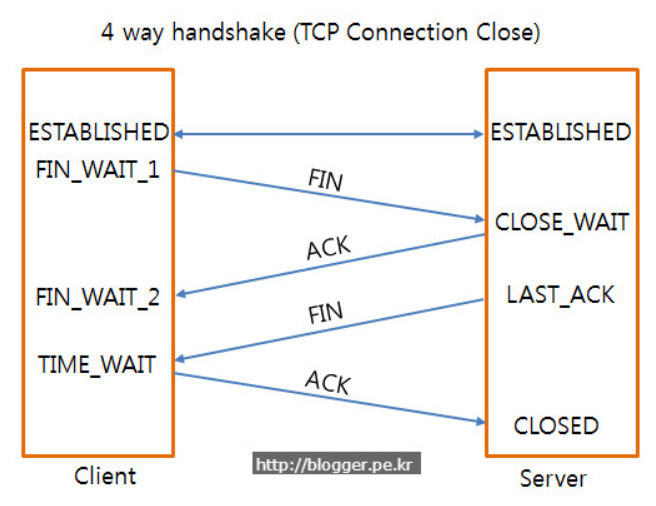 4 way handshake (TCP Connection Close)
ESTABLISHED
ESTABLISHED
FIN_WAIT_1
FIN
CLOSE_WAIT
ACK
FIN_WAIT_2
LAST_ACK
FIN
TIME_WAIT
ACK
CLOSED
http://blogger.pe.kr
Client
Server